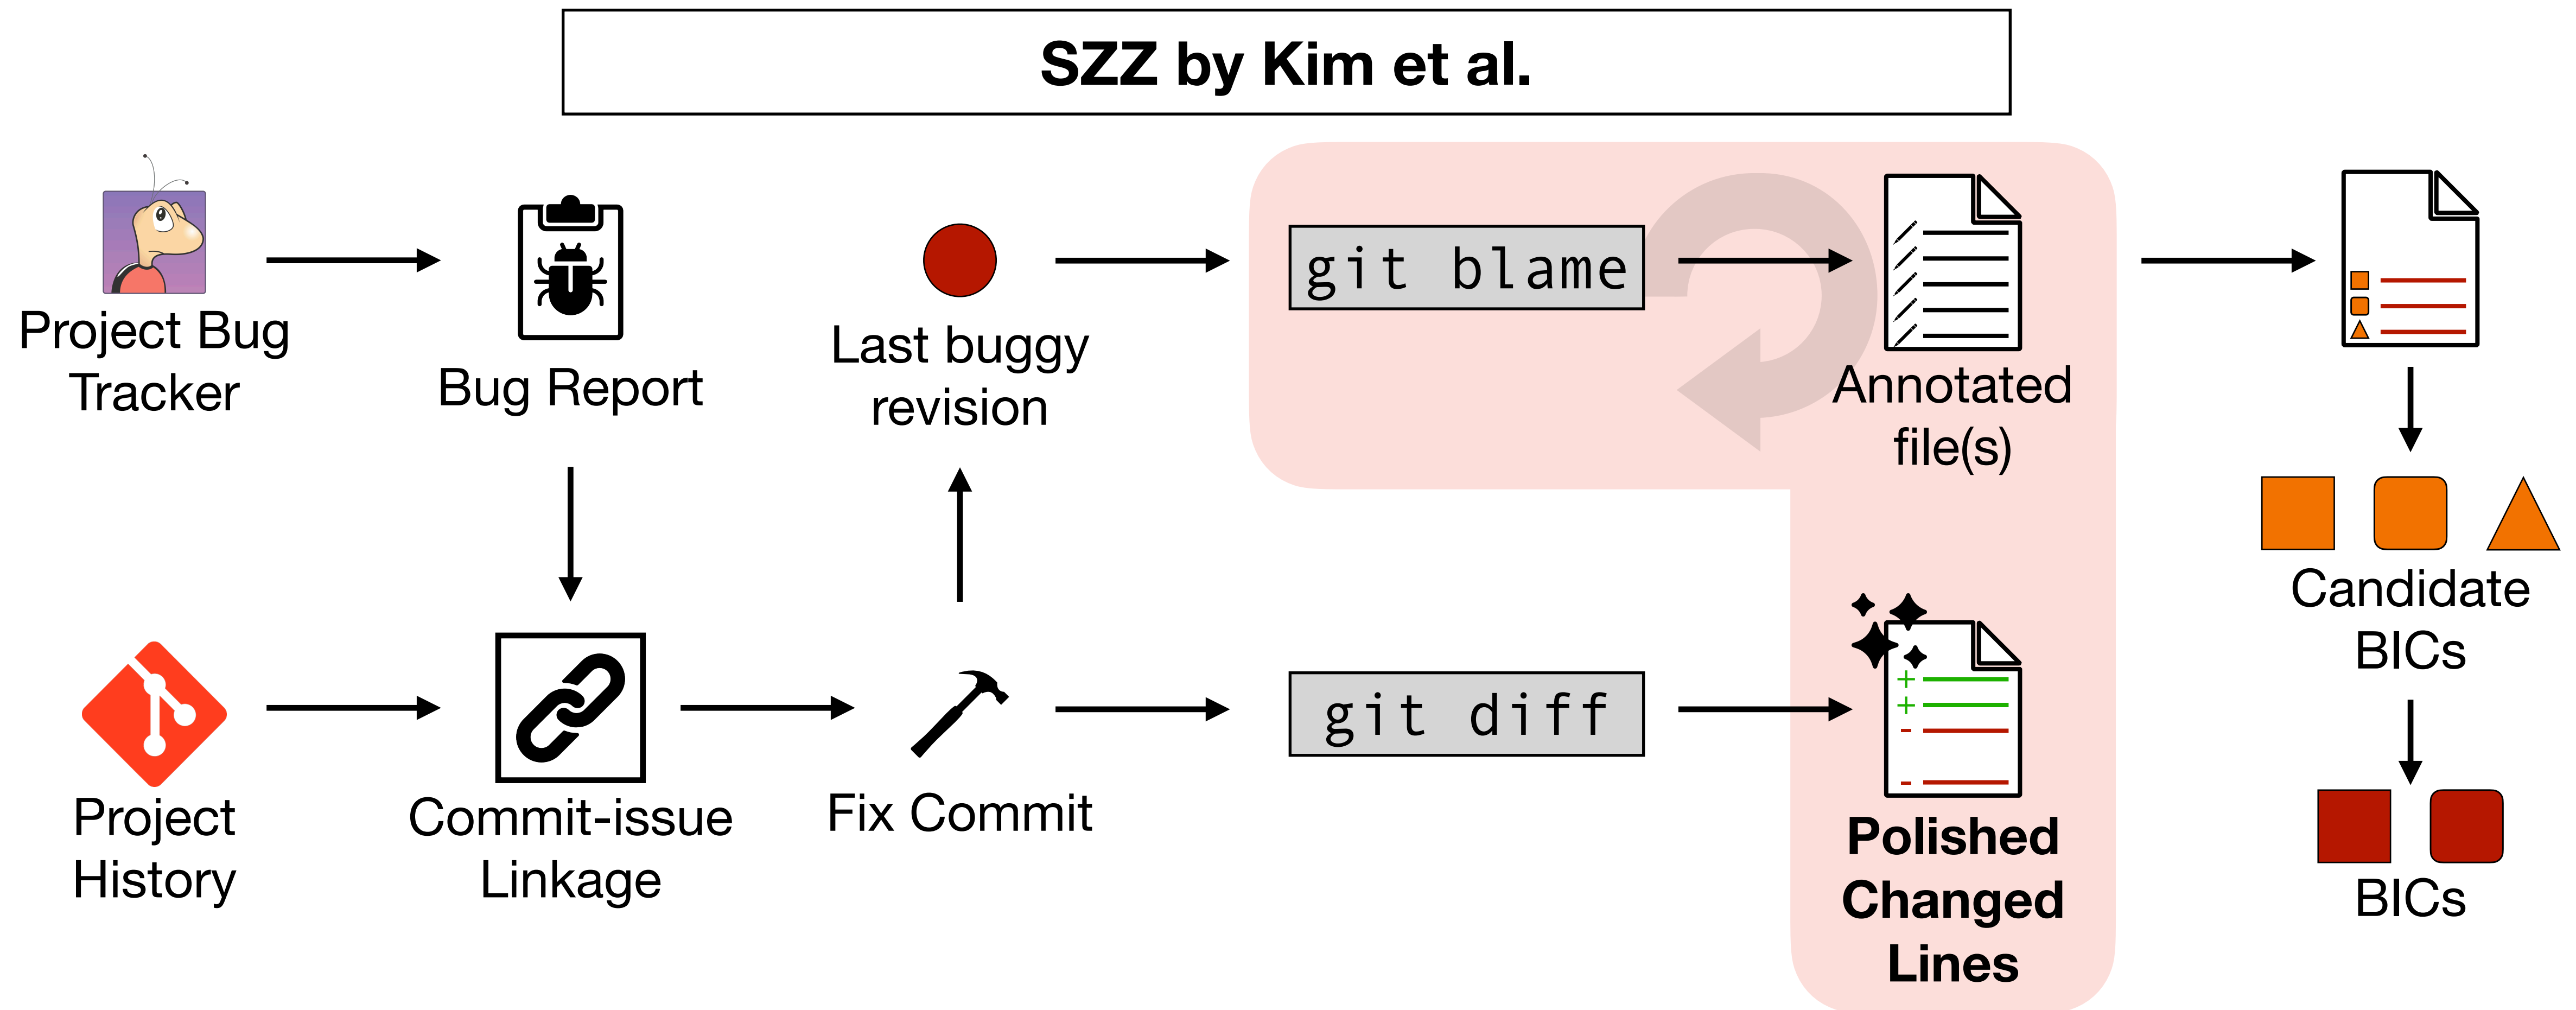 SZZ by Kim et al.
Project Bug
Tracker
Bug Report
Last buggy
revision
git blame
Annotated
file(s)
Candidate
BICs
BICs
Project
History
Commit-issue
Linkage
Fix Commit
git diff
Polished
Changed
Lines